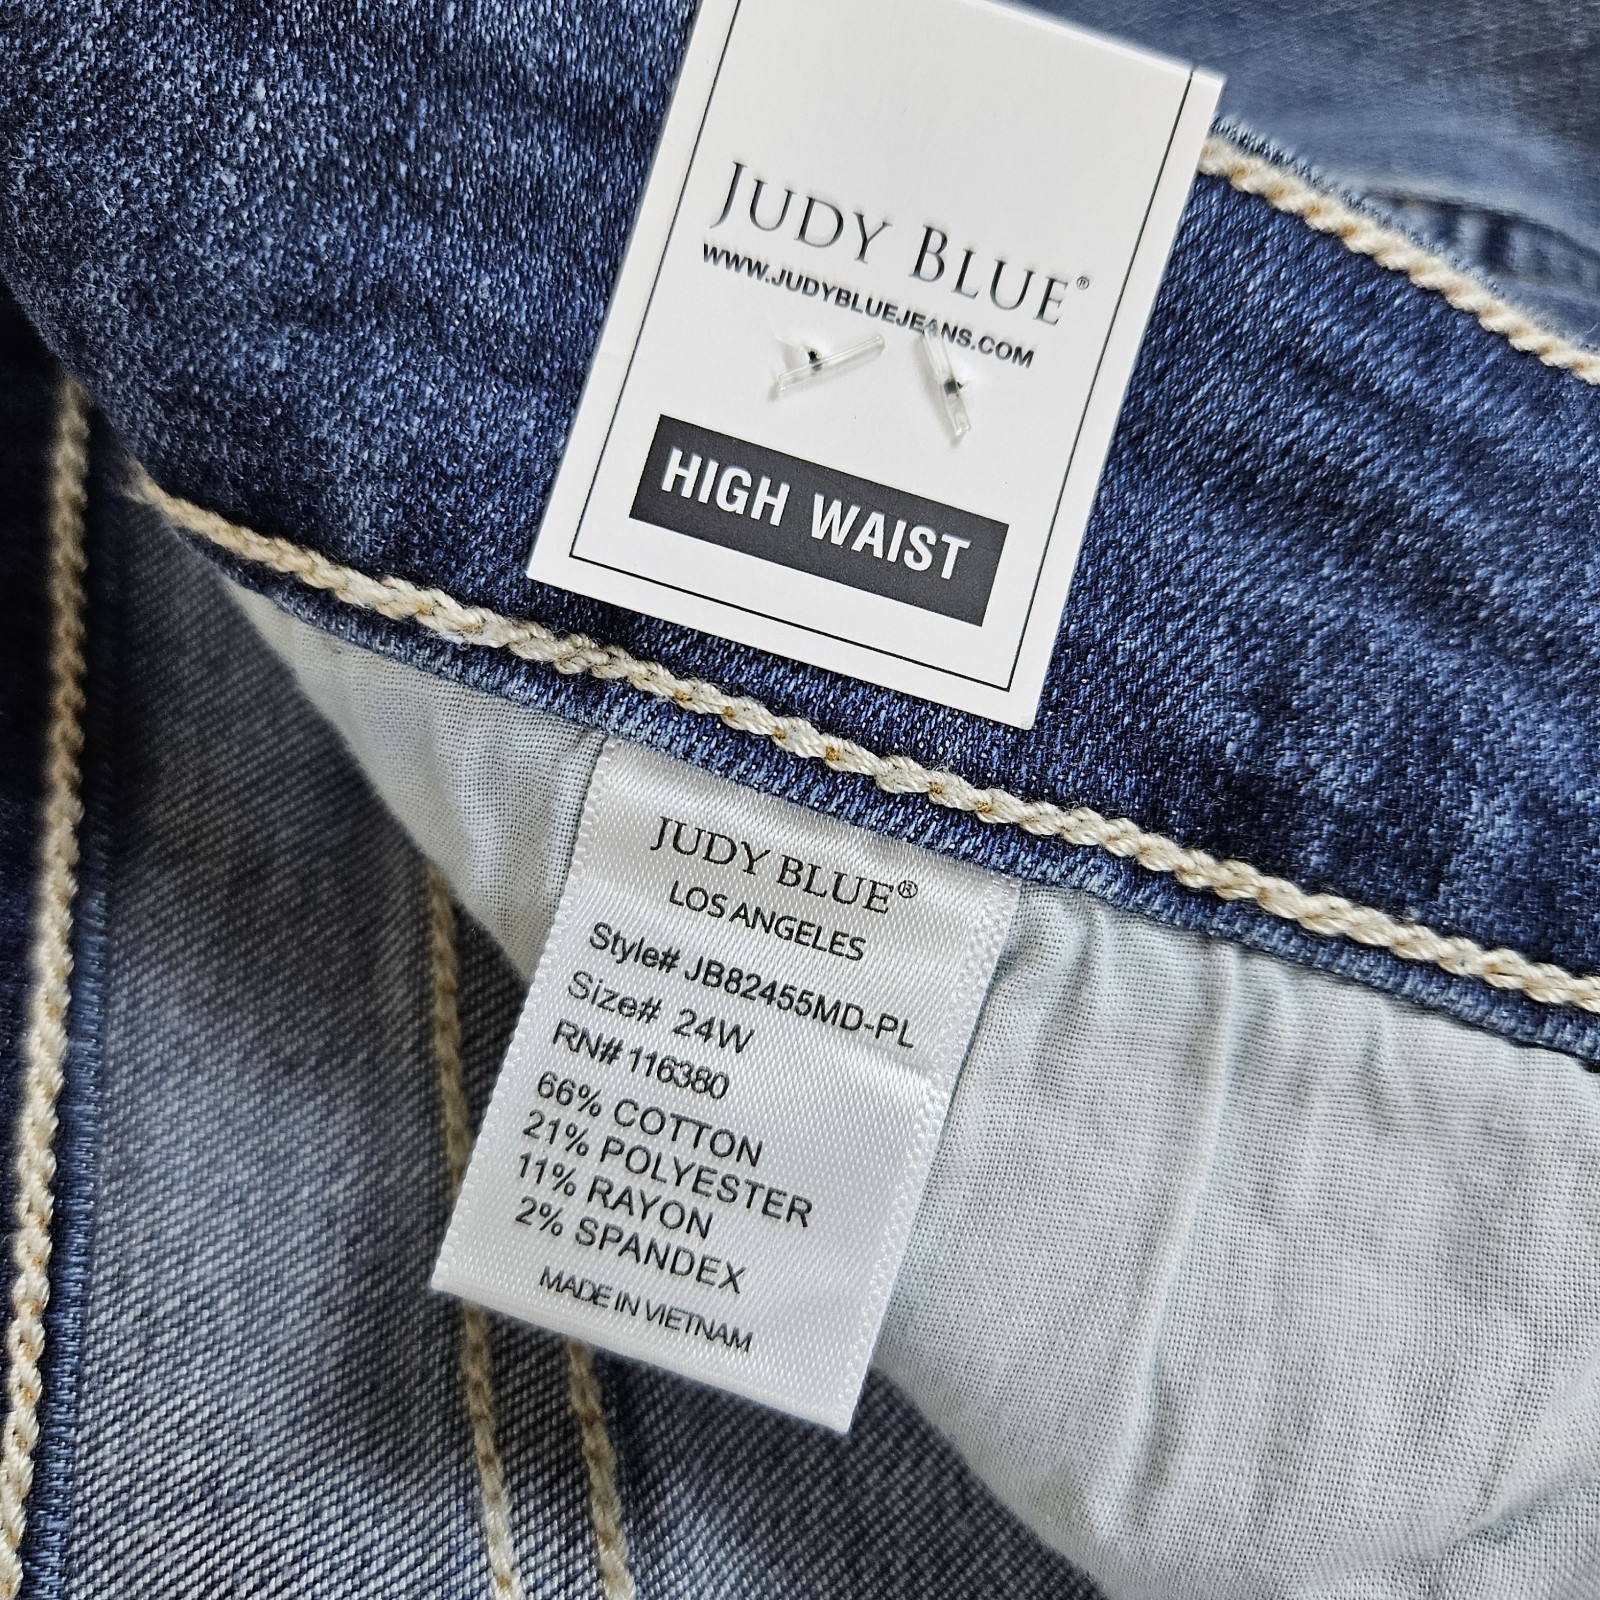 JUDY BLUE®
WWW.JUDYBLUEJEANS.COM
HIGH WAIST
JUDY BLUE®
LOS ANGELES
Style# JB82455MD-PL
Size# 24W
RN# 116380
66% COTTON
21% POLYESTER
11% RAYON
2% SPANDEX
MADE IN VIETNAM